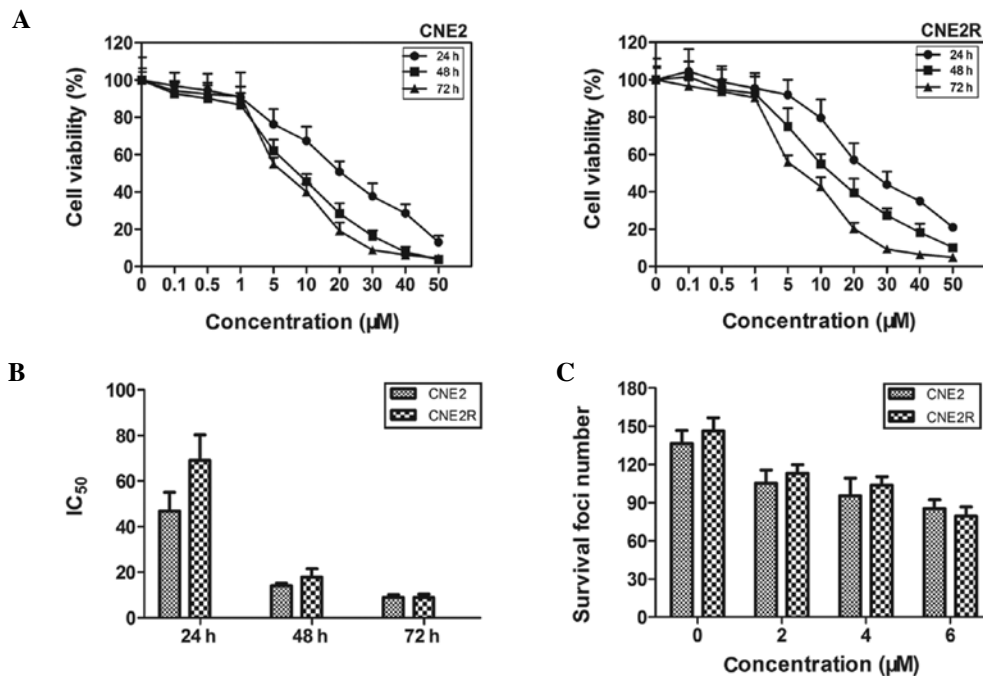 A
CNE2
24 h
48 h
72 h
Cell viability (%)
120
100
80
60
40
20
0
0 0.1 0.5 1 5 10 20 30 40 50
Concentration (µM)
CNE2R
24 h
48 h
72 h
Cell viability (%)
120
100
80
60
40
20
0
0 0.1 0.5 1 5 10 20 30 40 50
Concentration (µM)
B
CNE2
CNE2R
IC50
100
80
60
40
20
0
24 h 48 h 72 h
C
CNE2
CNE2R
Survival foci number
180
150
120
90
60
30
0
0 2 4 6
Concentration (µM)